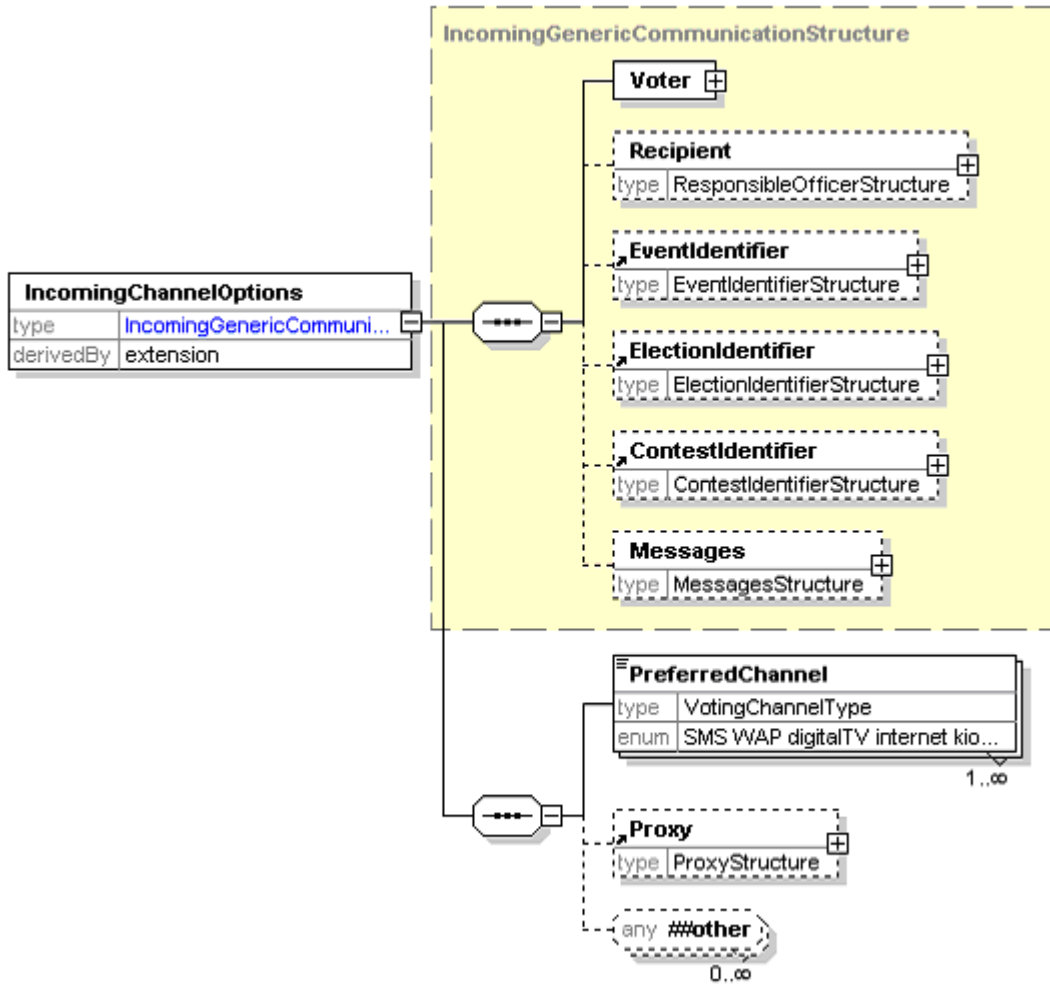 IncomingGenericCommunicationStructure
Voter
Recipient
type ResponsibleOfficerStructure
EventIdentifier
type EventIdentifierStructure
IncomingChannelOptions
type IncomingGenericCommuni...
derivedBy extension
ElectionIdentifier
type ElectionIdentifierStructure
ContestIdentifier
type ContestIdentifierStructure
Messages
type MessagesStructure
PreferredChannel
type VotingChannelType
enum SMS WAP digitalTV internet kio...
1..∞
Proxy
type ProxyStructure
any ##other
0..∞